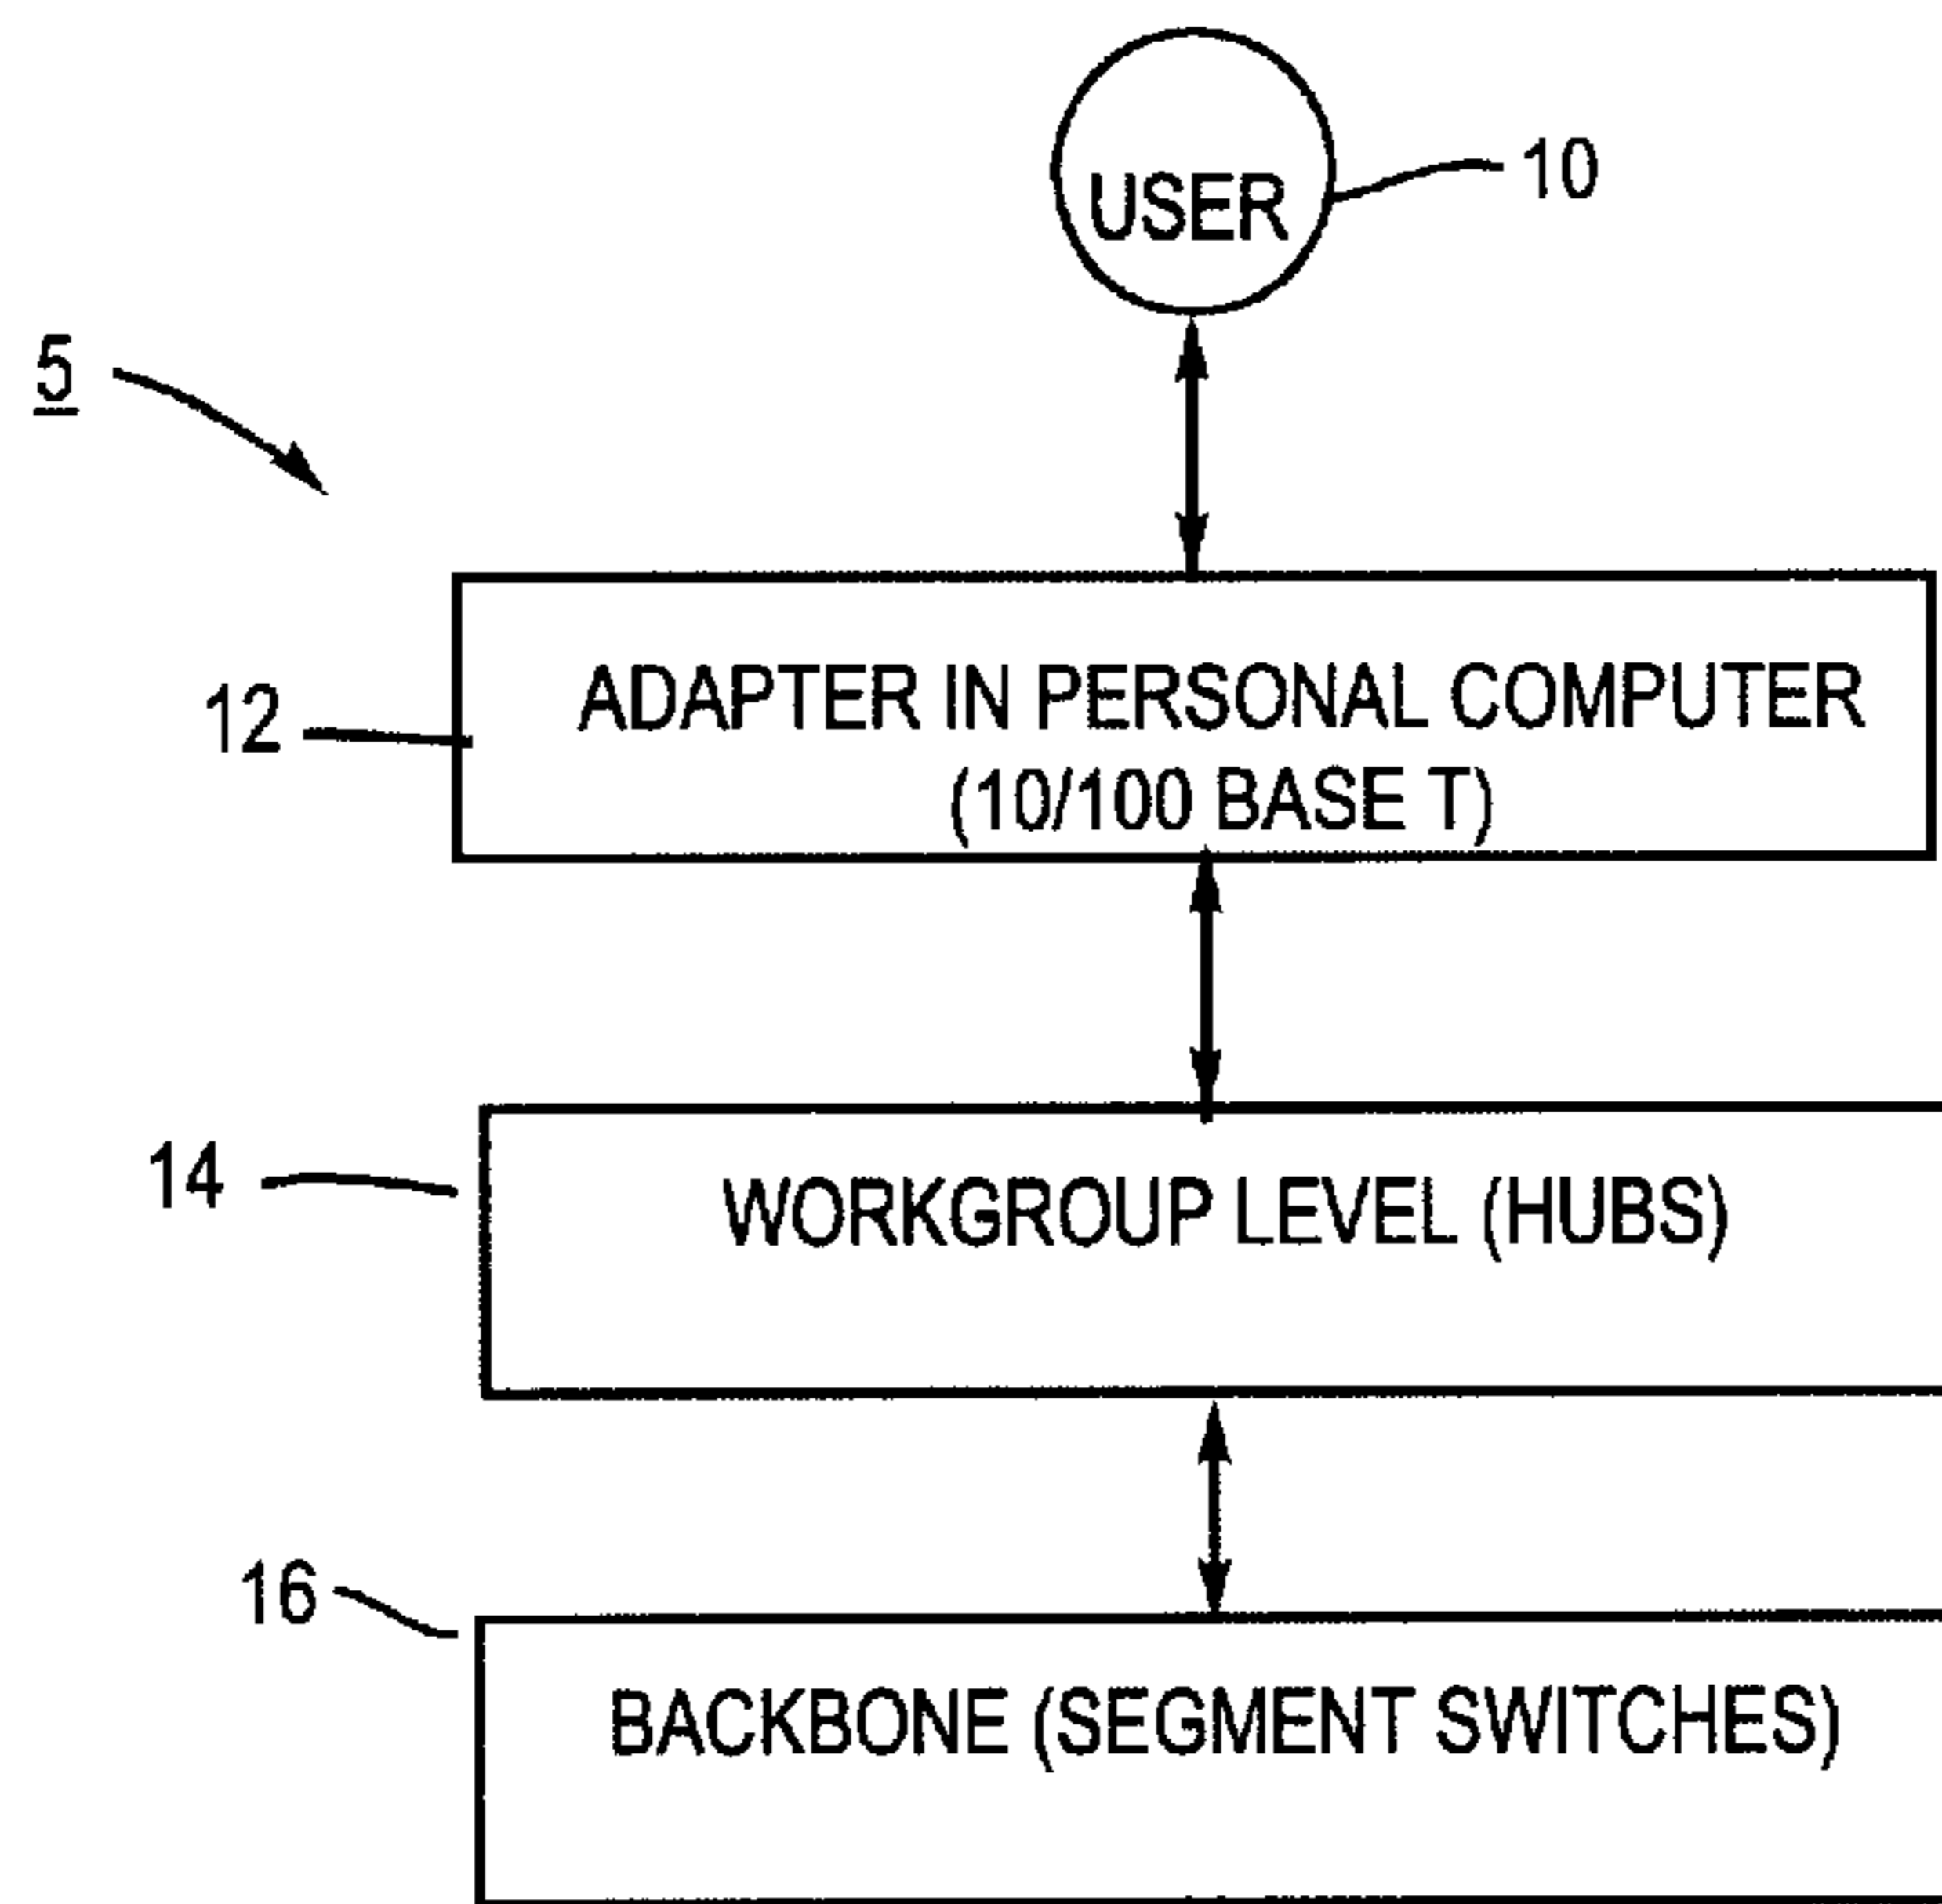 USER
10
5
12
ADAPTER IN PERSONAL COMPUTER
(10/100 BASE T)
14
WORKGROUP LEVEL (HUBS)
16
BACKBONE (SEGMENT SWITCHES)